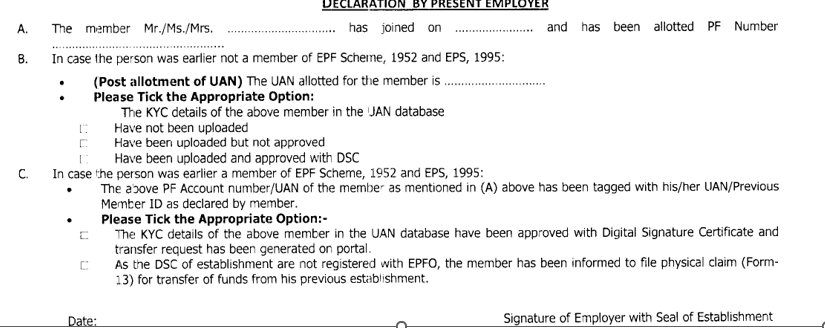 DECLARATION BY PRESENT EMPLOYER
A. The member Mr./Ms./Mrs. ................................ has joined on ........................ and has been allotted PF Number
....................................................
B. In case the person was earlier not a member of EPF Scheme, 1952 and EPS, 1995:
• (Post allotment of UAN) The UAN allotted for the member is ..............................
• Please Tick the Appropriate Option:
The KYC details of the above member in the UAN database
☐ Have not been uploaded
☐ Have been uploaded but not approved
☐ Have been uploaded and approved with DSC
C. In case the person was earlier a member of EPF Scheme, 1952 and EPS, 1995:
• The above PF Account number/UAN of the member as mentioned in (A) above has been tagged with his/her UAN/Previous
Member ID as declared by member.
• Please Tick the Appropriate Option:-
☐ The KYC details of the above member in the UAN database have been approved with Digital Signature Certificate and
transfer request has been generated on portal.
☐ As the DSC of establishment are not registered with EPFO, the member has been informed to file physical claim (Form-
13) for transfer of funds from his previous establishment.
Date: Signature of Employer with Seal of Establishment